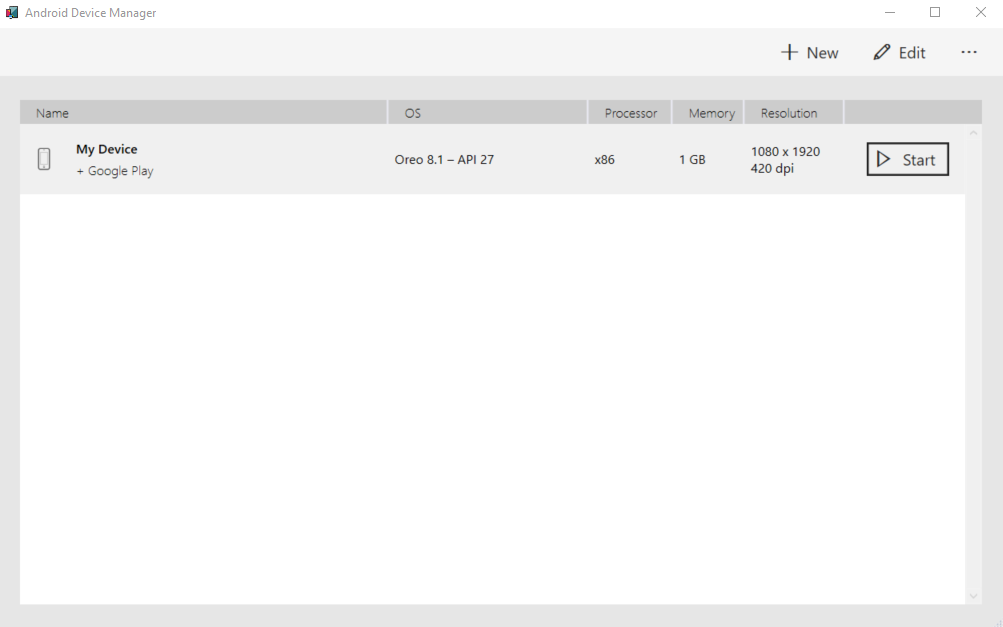 Android Device Manager
New Edit ...
Name OS Processor Memory Resolution
My Device
+ Google Play
Oreo 8.1 – API 27
x86
1 GB
1080 x 1920
420 dpi
Start